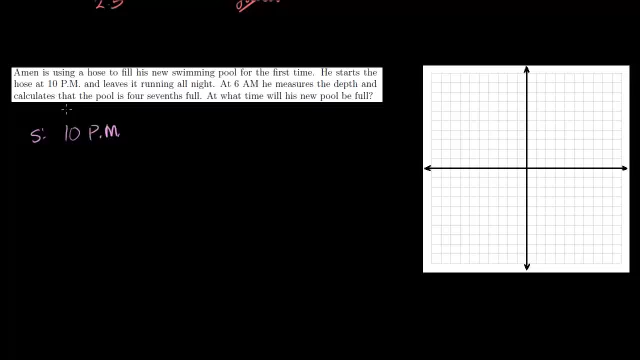 2.5
Amen is using a hose to fill his new swimming pool for the first time. He starts the
hose at 10 P.M. and leaves it running all night. At 6 AM he measures the depth and
calculates that the pool is four sevenths full. At what time will his new pool be full?
S: 10 P.M